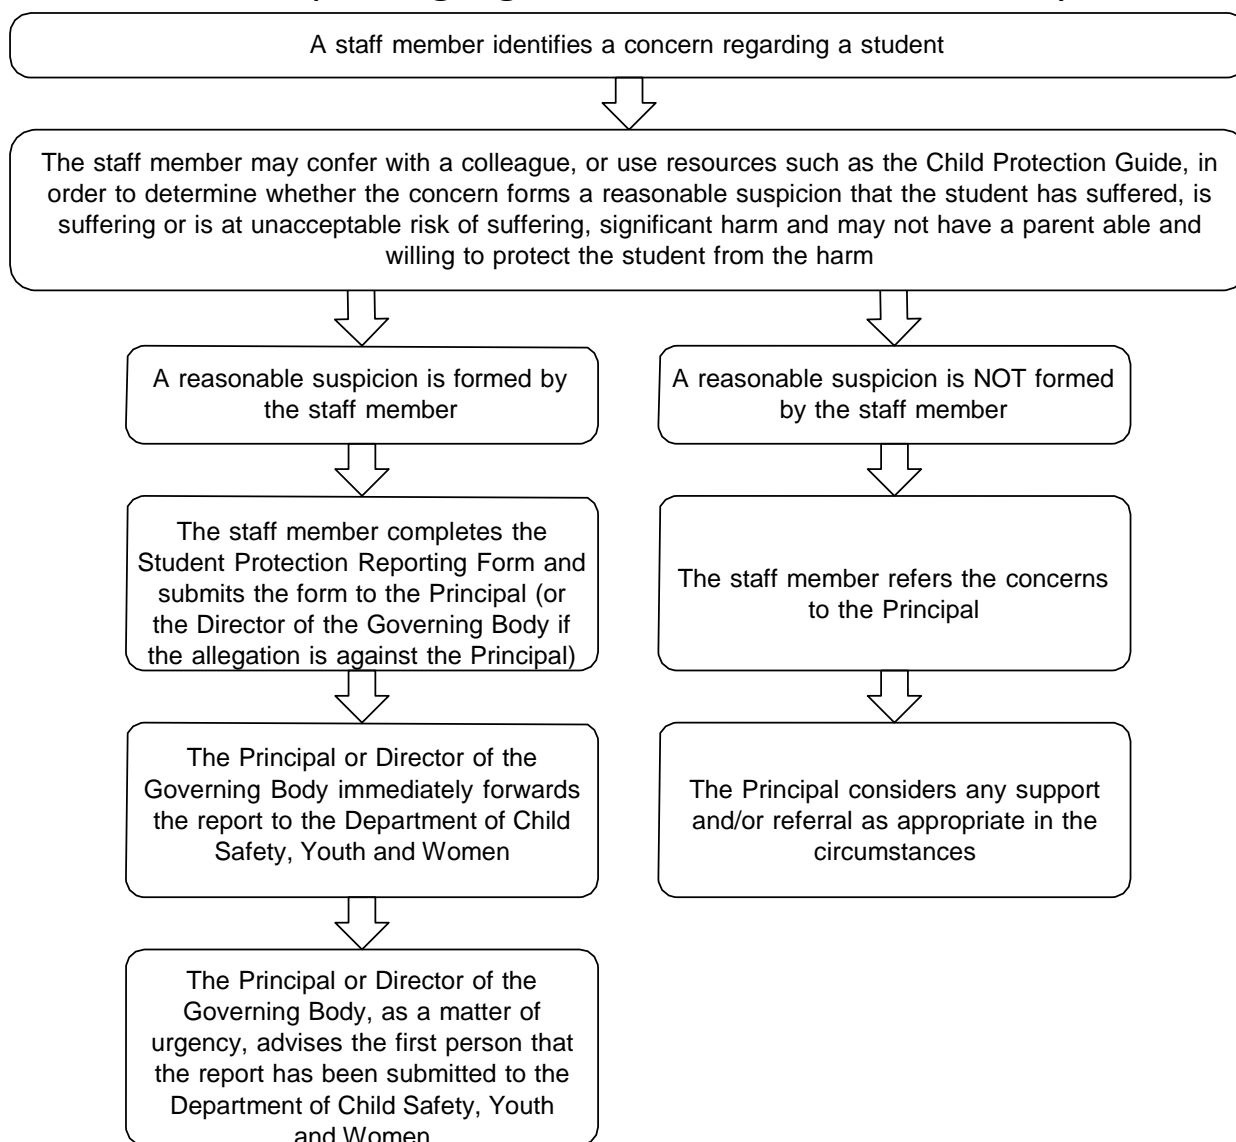 A staff member identifies a concern regarding a student
The staff member may confer with a colleague, or use resources such as the Child Protection Guide, in
order to determine whether the concern forms a reasonable suspicion that the student has suffered, is
suffering or is at unacceptable risk of suffering, significant harm and may not have a parent able and
willing to protect the student from the harm
A reasonable suspicion is formed by
the staff member
A reasonable suspicion is NOT formed
by the staff member
The staff member completes the
Student Protection Reporting Form and
submits the form to the Principal (or
the Director of the Governing Body if
the allegation is against the Principal)
The staff member refers the concerns
to the Principal
The Principal or Director of the
Governing Body immediately forwards
the report to the Department of Child
Safety, Youth and Women
The Principal considers any support
and/or referral as appropriate in the
circumstances
The Principal or Director of the
Governing Body, as a matter of
urgency, advises the first person that
the report has been submitted to the
Department of Child Safety, Youth
and Women